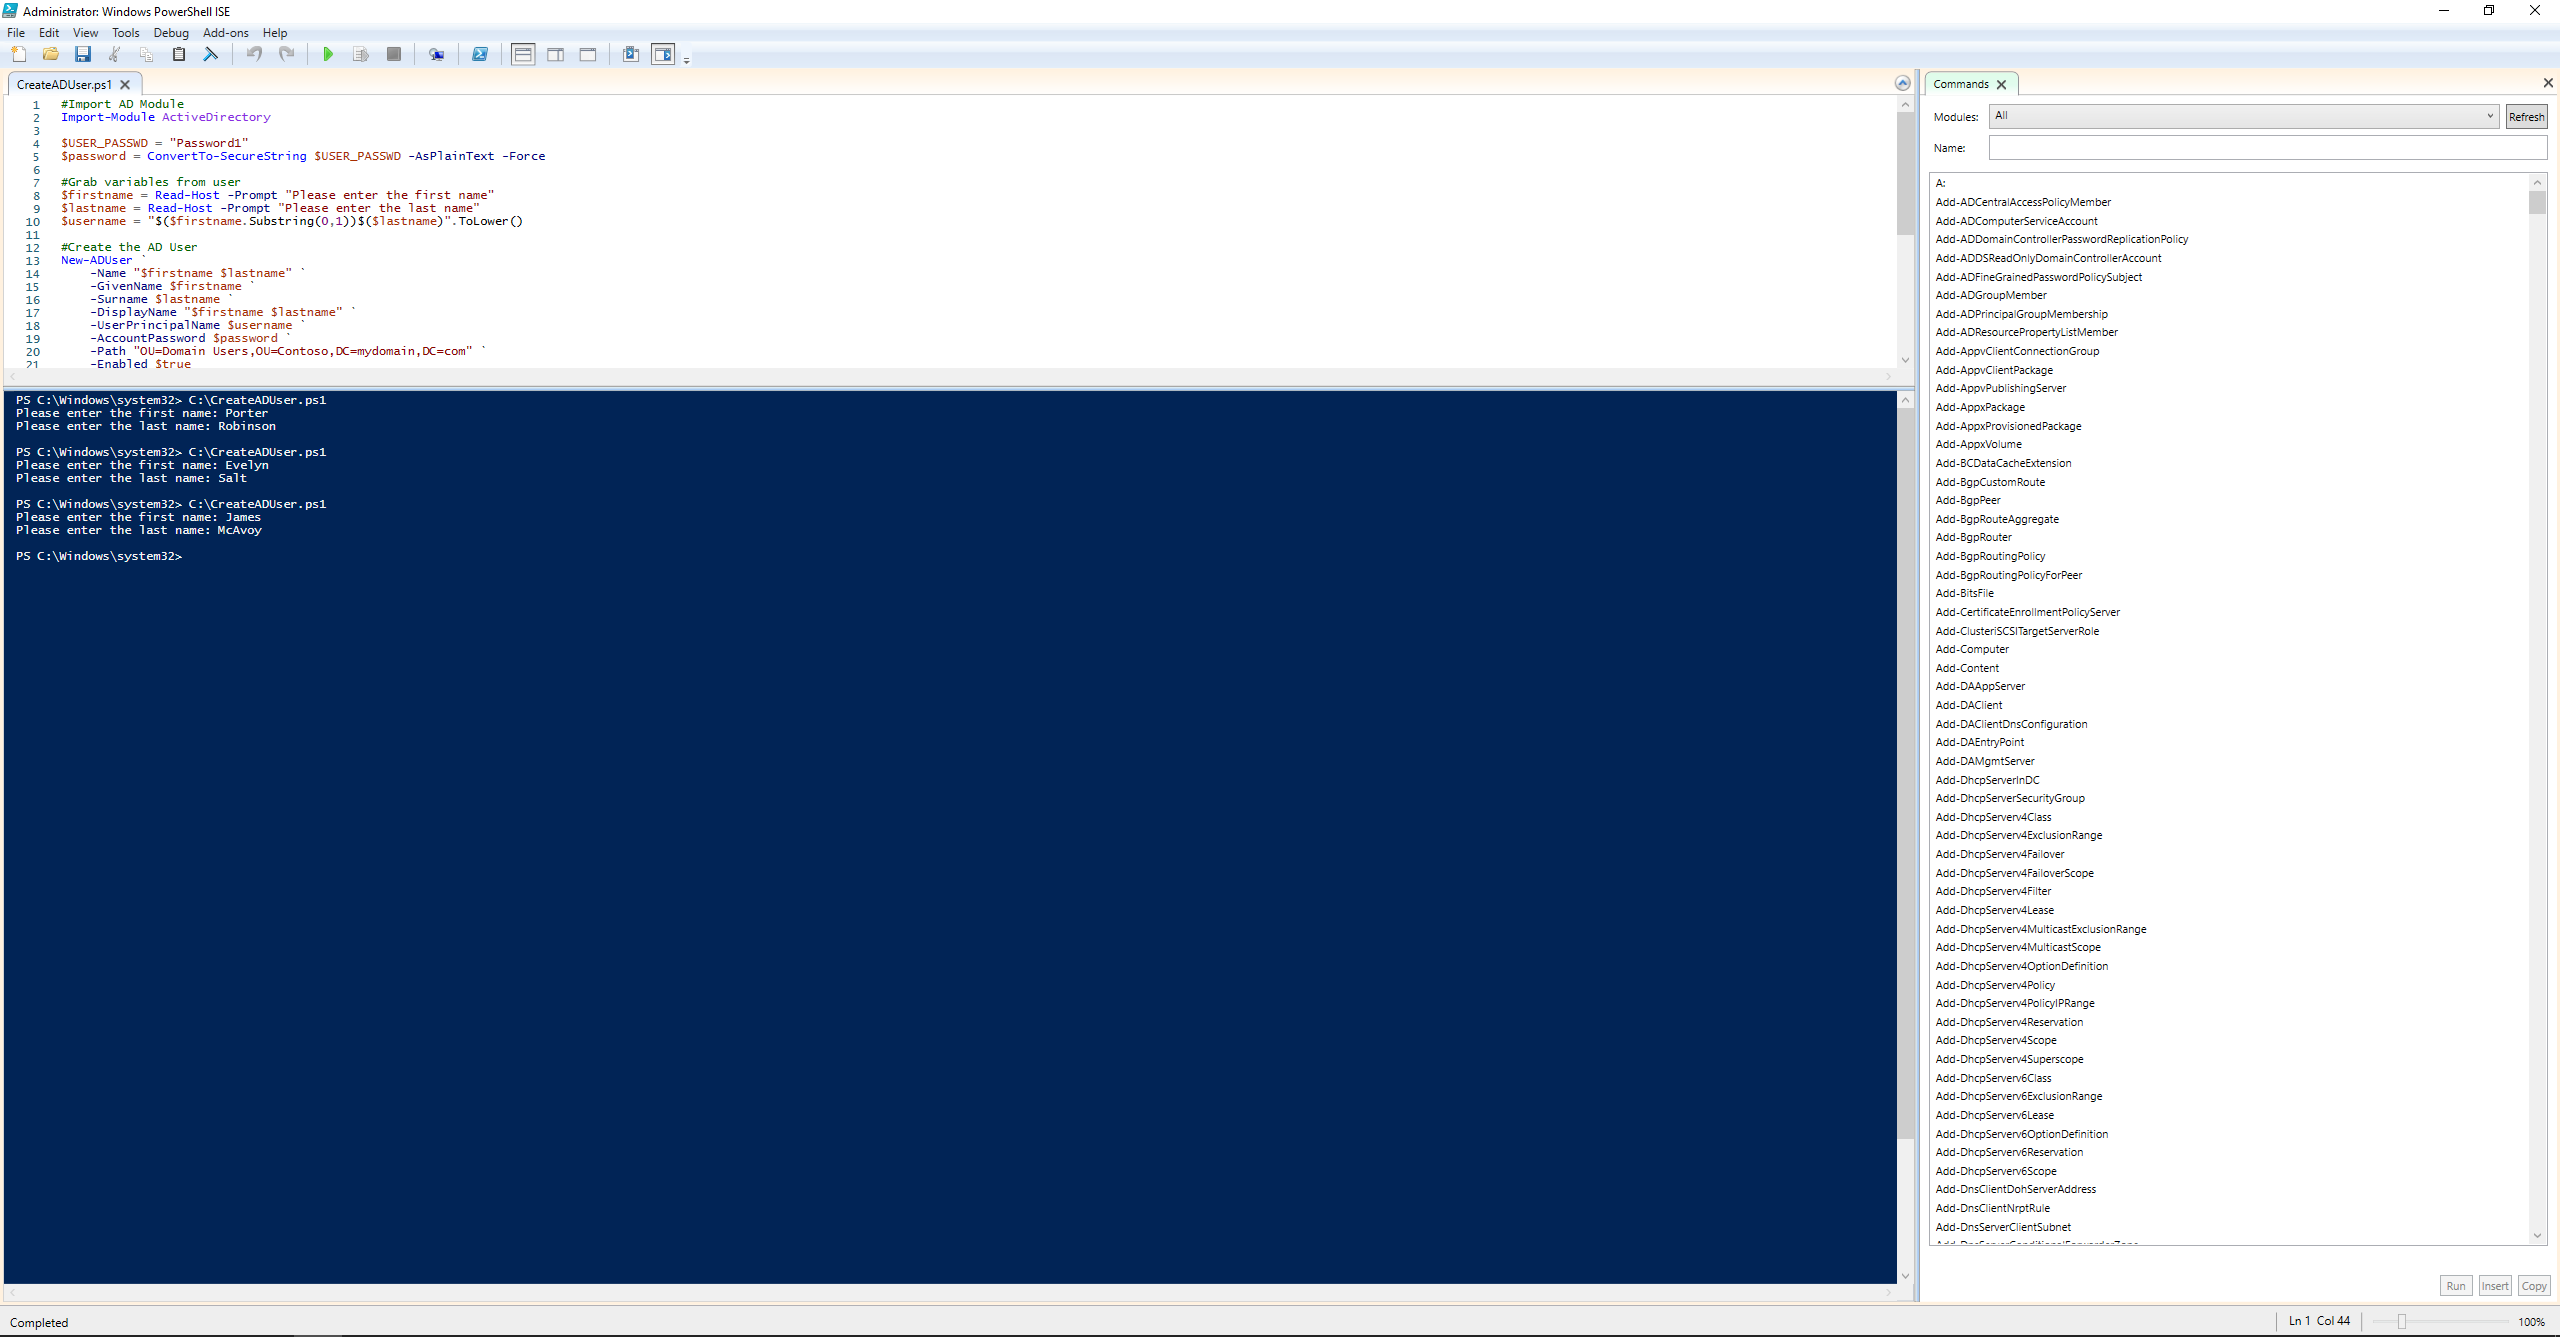 Administrator: Windows PowerShell ISE
File Edit View Tools Debug Add-ons Help
CreateADUser.ps1
1 #Import AD Module
2 Import-Module ActiveDirectory
3
4 $USER_PASSWD = "Password1"
5 $password = ConvertTo-SecureString $USER_PASSWD -AsPlainText -Force
6
7 #Grab variables from user
8 $firstname = Read-Host -Prompt "Please enter the first name"
9 $lastname = Read-Host -Prompt "Please enter the last name"
10 $username = "$($firstname.Substring(0,1))$($lastname)".ToLower()
11
12 #Create the AD User
13 New-ADUser `
14 -Name "$firstname $lastname" `
15 -GivenName $firstname `
16 -Surname $lastname `
17 -DisplayName "$firstname $lastname" `
18 -UserPrincipalName $username `
19 -AccountPassword $password `
20 -Path "OU=Domain Users,OU=Contoso,DC=mydomain,DC=com" `
21 -Enabled $true
PS C:\Windows\system32> C:\CreateADUser.ps1
Please enter the first name: Porter
Please enter the last name: Robinson
PS C:\Windows\system32> C:\CreateADUser.ps1
Please enter the first name: Evelyn
Please enter the last name: Salt
PS C:\Windows\system32> C:\CreateADUser.ps1
Please enter the first name: James
Please enter the last name: McAvoy
PS C:\Windows\system32>
Commands
Modules: All Refresh
Name:
A:
Add-ADCentralAccessPolicyMember
Add-ADComputerServiceAccount
Add-ADDomainControllerPasswordReplicationPolicy
Add-ADDSReadOnlyDomainControllerAccount
Add-ADFineGrainedPasswordPolicySubject
Add-ADGroupMember
Add-ADPrincipalGroupMembership
Add-ADResourcePropertyListMember
Add-AppvClientConnectionGroup
Add-AppvClientPackage
Add-AppvPublishingServer
Add-AppxPackage
Add-AppxProvisionedPackage
Add-AppxVolume
Add-BCDataCacheExtension
Add-BgpCustomRoute
Add-BgpPeer
Add-BgpRouteAggregate
Add-BgpRouter
Add-BgpRoutingPolicy
Add-BgpRoutingPolicyForPeer
Add-BitsFile
Add-CertificateEnrollmentPolicyServer
Add-ClusteriSCSITargetServerRole
Add-Computer
Add-Content
Add-DAAppServer
Add-DAClient
Add-DAClientDnsConfiguration
Add-DAEntryPoint
Add-DAMgmtServer
Add-DhcpServerInDC
Add-DhcpServerSecurityGroup
Add-DhcpServerv4Class
Add-DhcpServerv4ExclusionRange
Add-DhcpServerv4Failover
Add-DhcpServerv4FailoverScope
Add-DhcpServerv4Filter
Add-DhcpServerv4Lease
Add-DhcpServerv4MulticastExclusionRange
Add-DhcpServerv4MulticastScope
Add-DhcpServerv4OptionDefinition
Add-DhcpServerv4Policy
Add-DhcpServerv4PolicyIPRange
Add-DhcpServerv4Reservation
Add-DhcpServerv4Scope
Add-DhcpServerv4Superscope
Add-DhcpServerv6Class
Add-DhcpServerv6ExclusionRange
Add-DhcpServerv6Lease
Add-DhcpServerv6OptionDefinition
Add-DhcpServerv6Reservation
Add-DhcpServerv6Scope
Add-DnsClientDohServerAddress
Add-DnsClientNrptRule
Add-DnsServerClientSubnet
Run Insert Copy
Completed
Ln 1 Col 44
100%